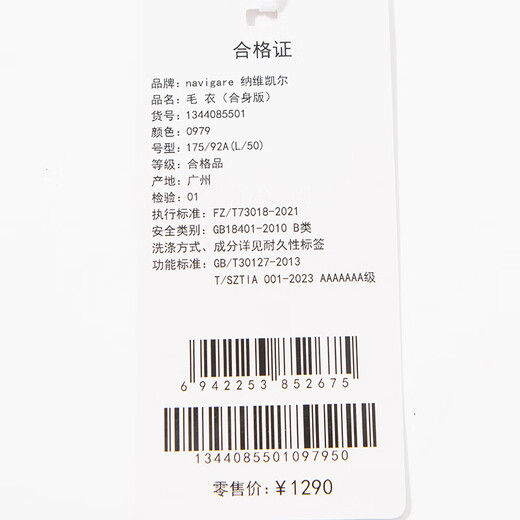 合格证
品牌：navigare 纳维凯尔
品名：毛 衣（合身版）
货号：1344085501
颜色：0979
号型：175/92A(L/50)
等级：合格品
产地：广州
检验：01
执行标准：FZ/T73018-2021
安全类别：GB18401-2010 B类
洗涤方式、成分详见耐久性标签
功能标准：GB/T30127-2013
T/SZTIA 001-2023 AAAAAAA级
6 942253 852675
1344085501097950
零售价：￥1290